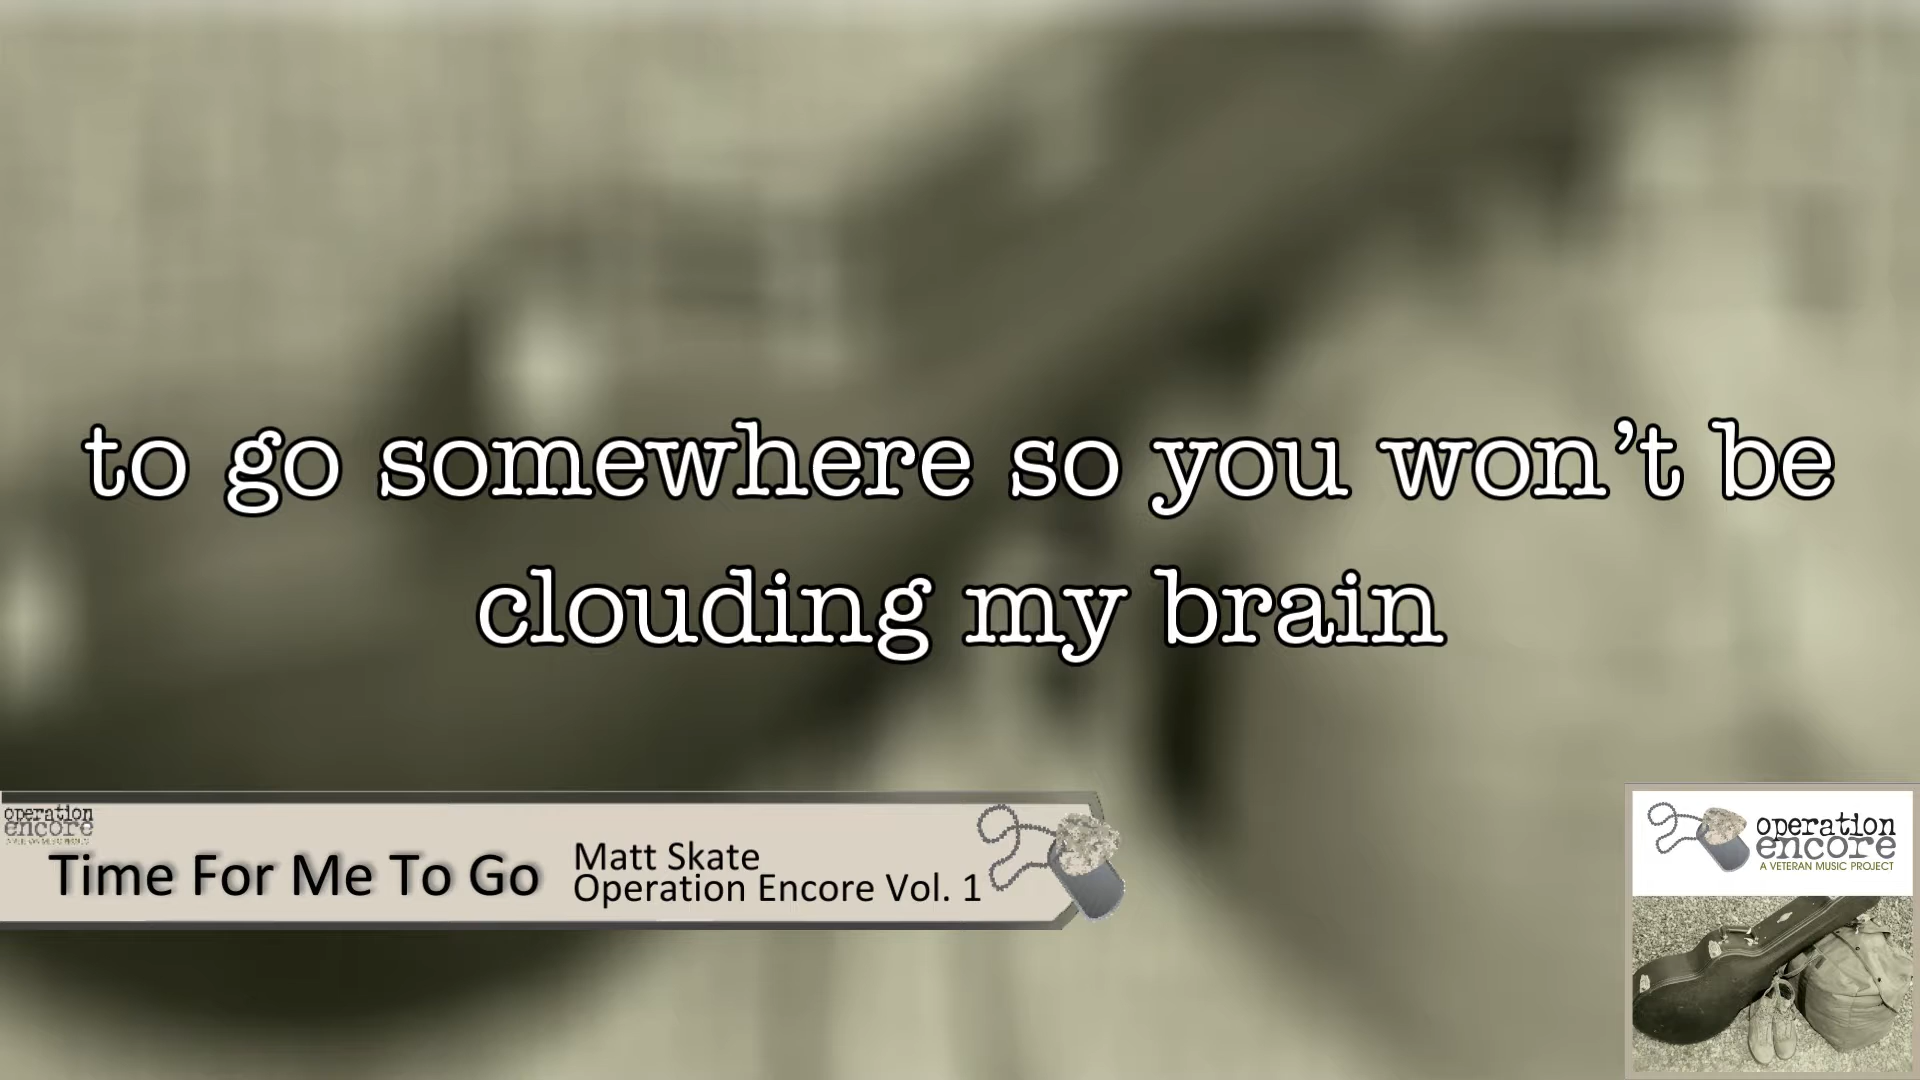 to go somewhere so you won't be
clouding my brain
operation
encore
Time For Me To Go
Matt Skate
Operation Encore Vol. 1
operation
encore
A VETERAN MUSIC PROJECT